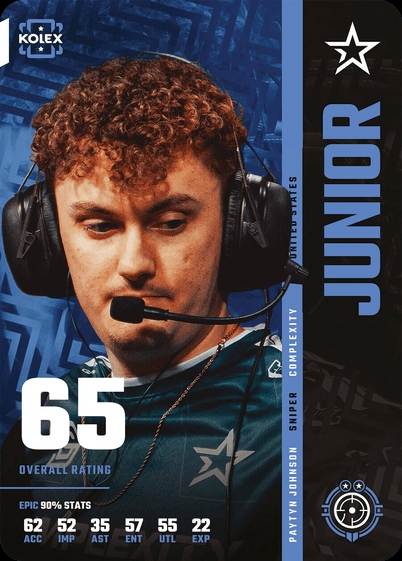 KOLEX
JUNIOR
UNITED STATES
COMPLEXITY
SNIPER
PAYTYN JOHNSON
65
OVERALL RATING
EPIC 90% STATS
62 52 35 57 55 22
ACC IMP AST ENT UTL EXP